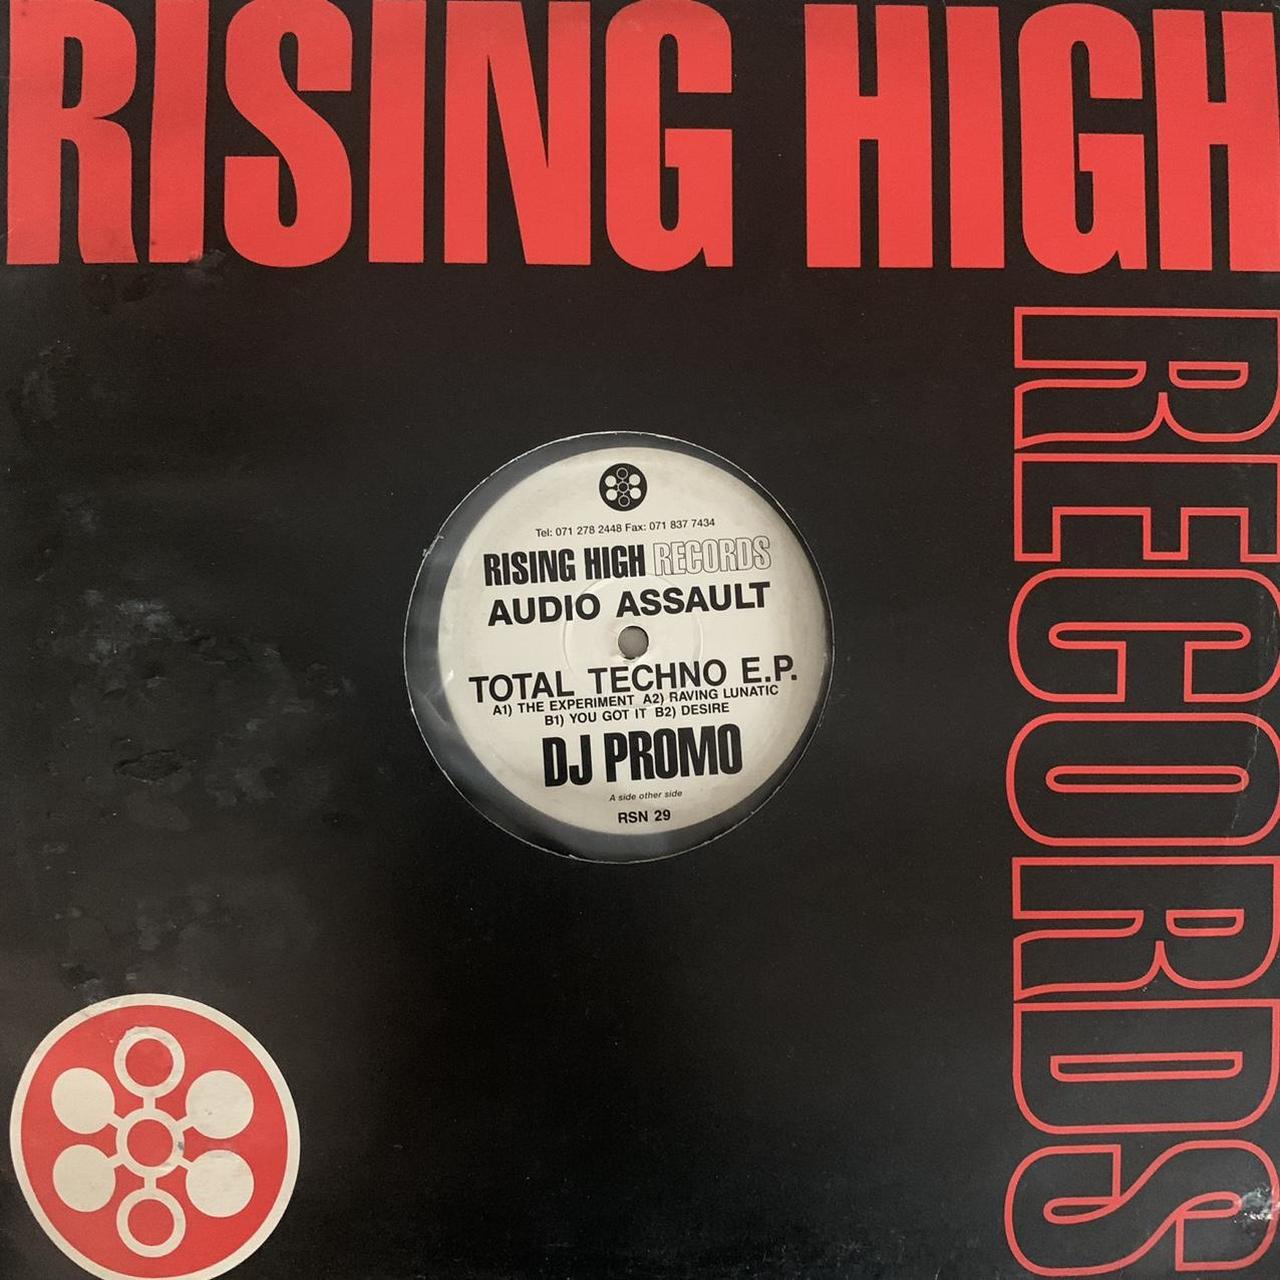 RISING HIGH
RECORDS
Tel: 071 278 2448 Fax: 071 837 7434
RISING HIGH RECORDS
AUDIO ASSAULT
TOTAL TECHNO E.P.
A1) THE EXPERIMENT A2) RAVING LUNATIC
B1) YOU GOT IT B2) DESIRE
DJ PROMO
A side other side
RSN 29